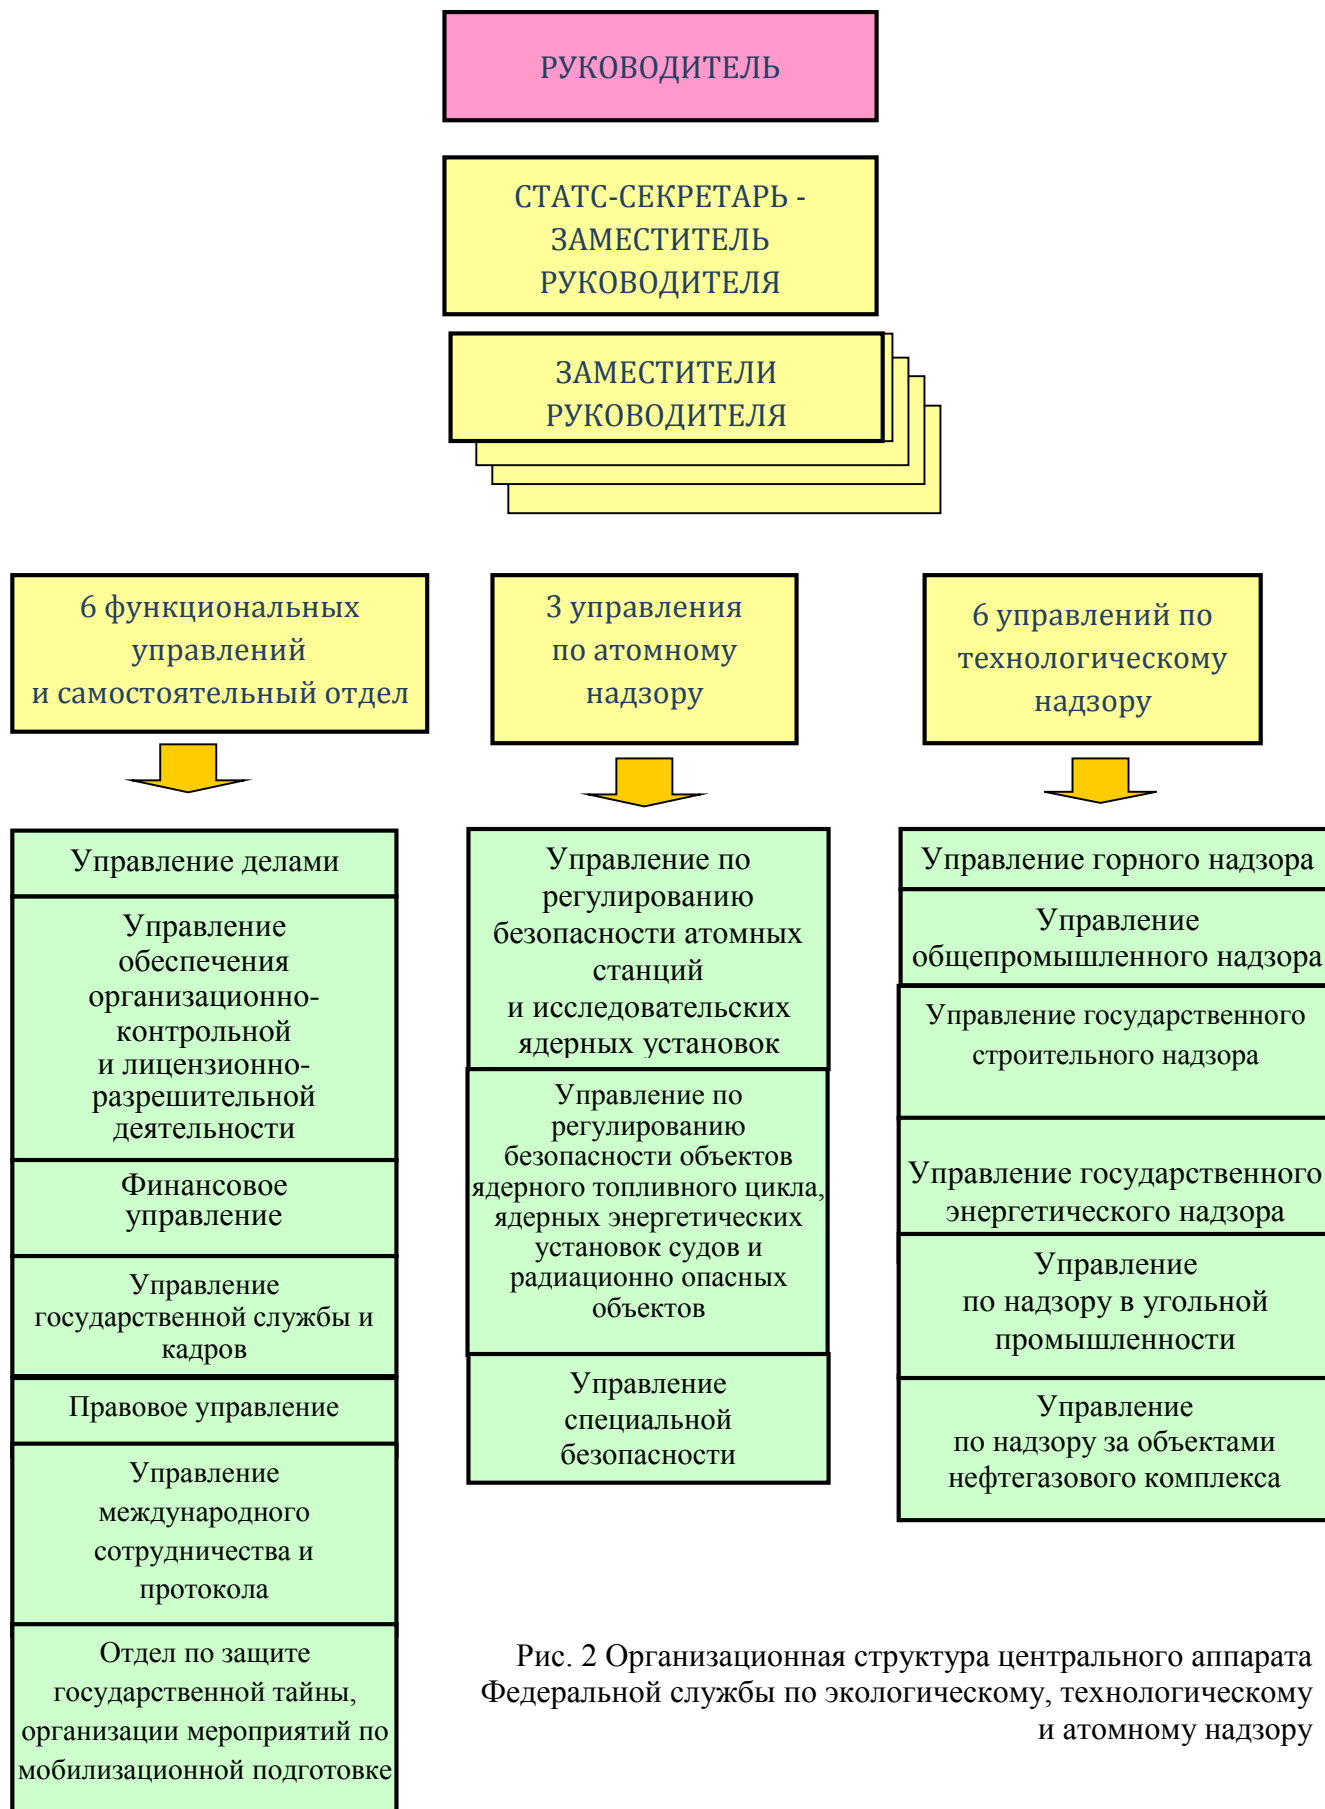 РУКОВОДИТЕЛЬ
СТАТС-СЕКРЕТАРЬ -
ЗАМЕСТИТЕЛЬ
РУКОВОДИТЕЛЯ
ЗАМЕСТИТЕЛИ
РУКОВОДИТЕЛЯ
6 функциональных
управлений
и самостоятельный отдел
3 управления
по атомному
надзору
6 управлений по
технологическому
надзору
Управление делами
Управление
обеспечения
организационно-
контрольной
и лицензионно-
разрешительной
деятельности
Финансовое
управление
Управление
государственной службы и
кадров
Правовое управление
Управление
международного
сотрудничества и
протокола
Отдел по защите
государственной тайны,
организации мероприятий по
мобилизационной подготовке
Управление по
регулированию
безопасности атомных
станций
и исследовательских
ядерных установок
Управление по
регулированию
безопасности объектов
ядерного топливного цикла,
ядерных энергетических
установок судов и
радиационно опасных
объектов
Управление
специальной
безопасности
Управление горного надзора
Управление
общепромышленного надзора
Управление государственного
строительного надзора
Управление государственного
энергетического надзора
Управление
по надзору в угольной
промышленности
Управление
по надзору за объектами
нефтегазового комплекса
Рис. 2 Организационная структура центрального аппарата
Федеральной службы по экологическому, технологическому
и атомному надзору